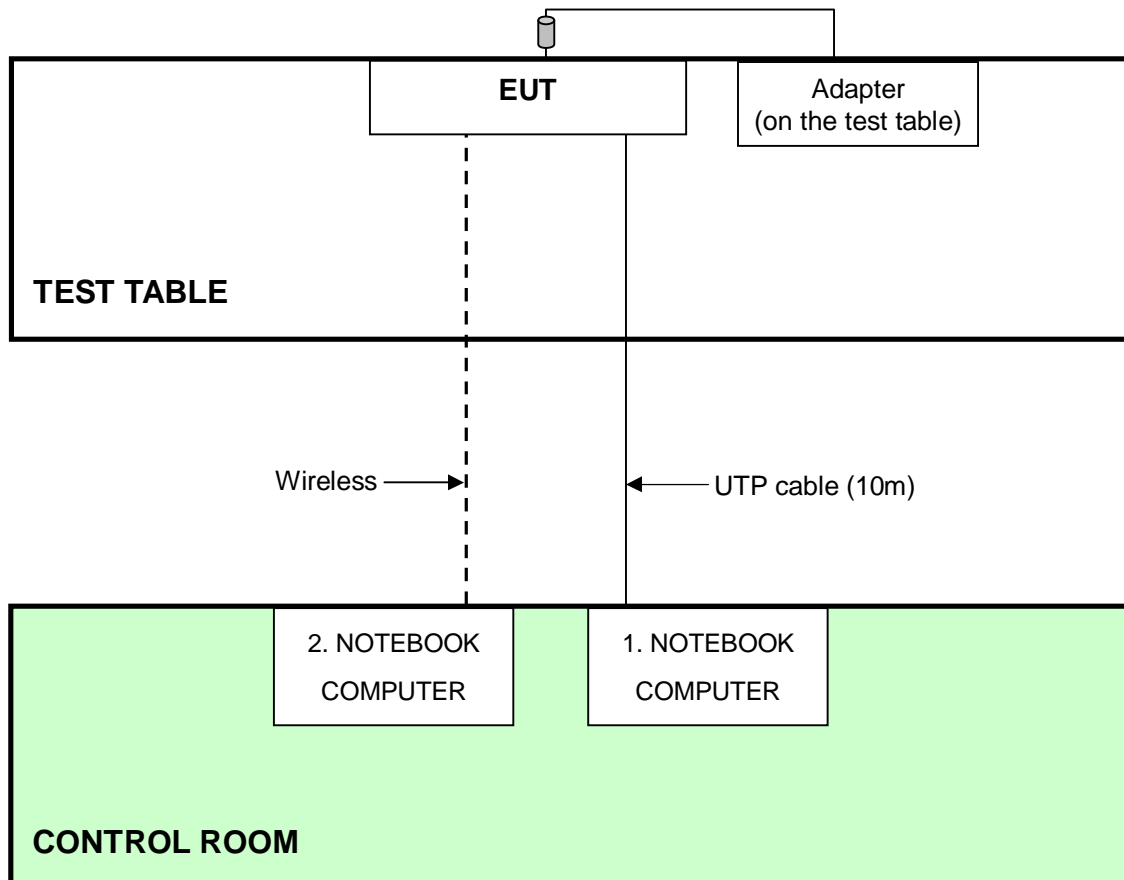 EUT
Adapter
(on the test table)
TEST TABLE
Wireless
UTP cable (10m)
2. NOTEBOOK
COMPUTER
1. NOTEBOOK
COMPUTER
CONTROL ROOM